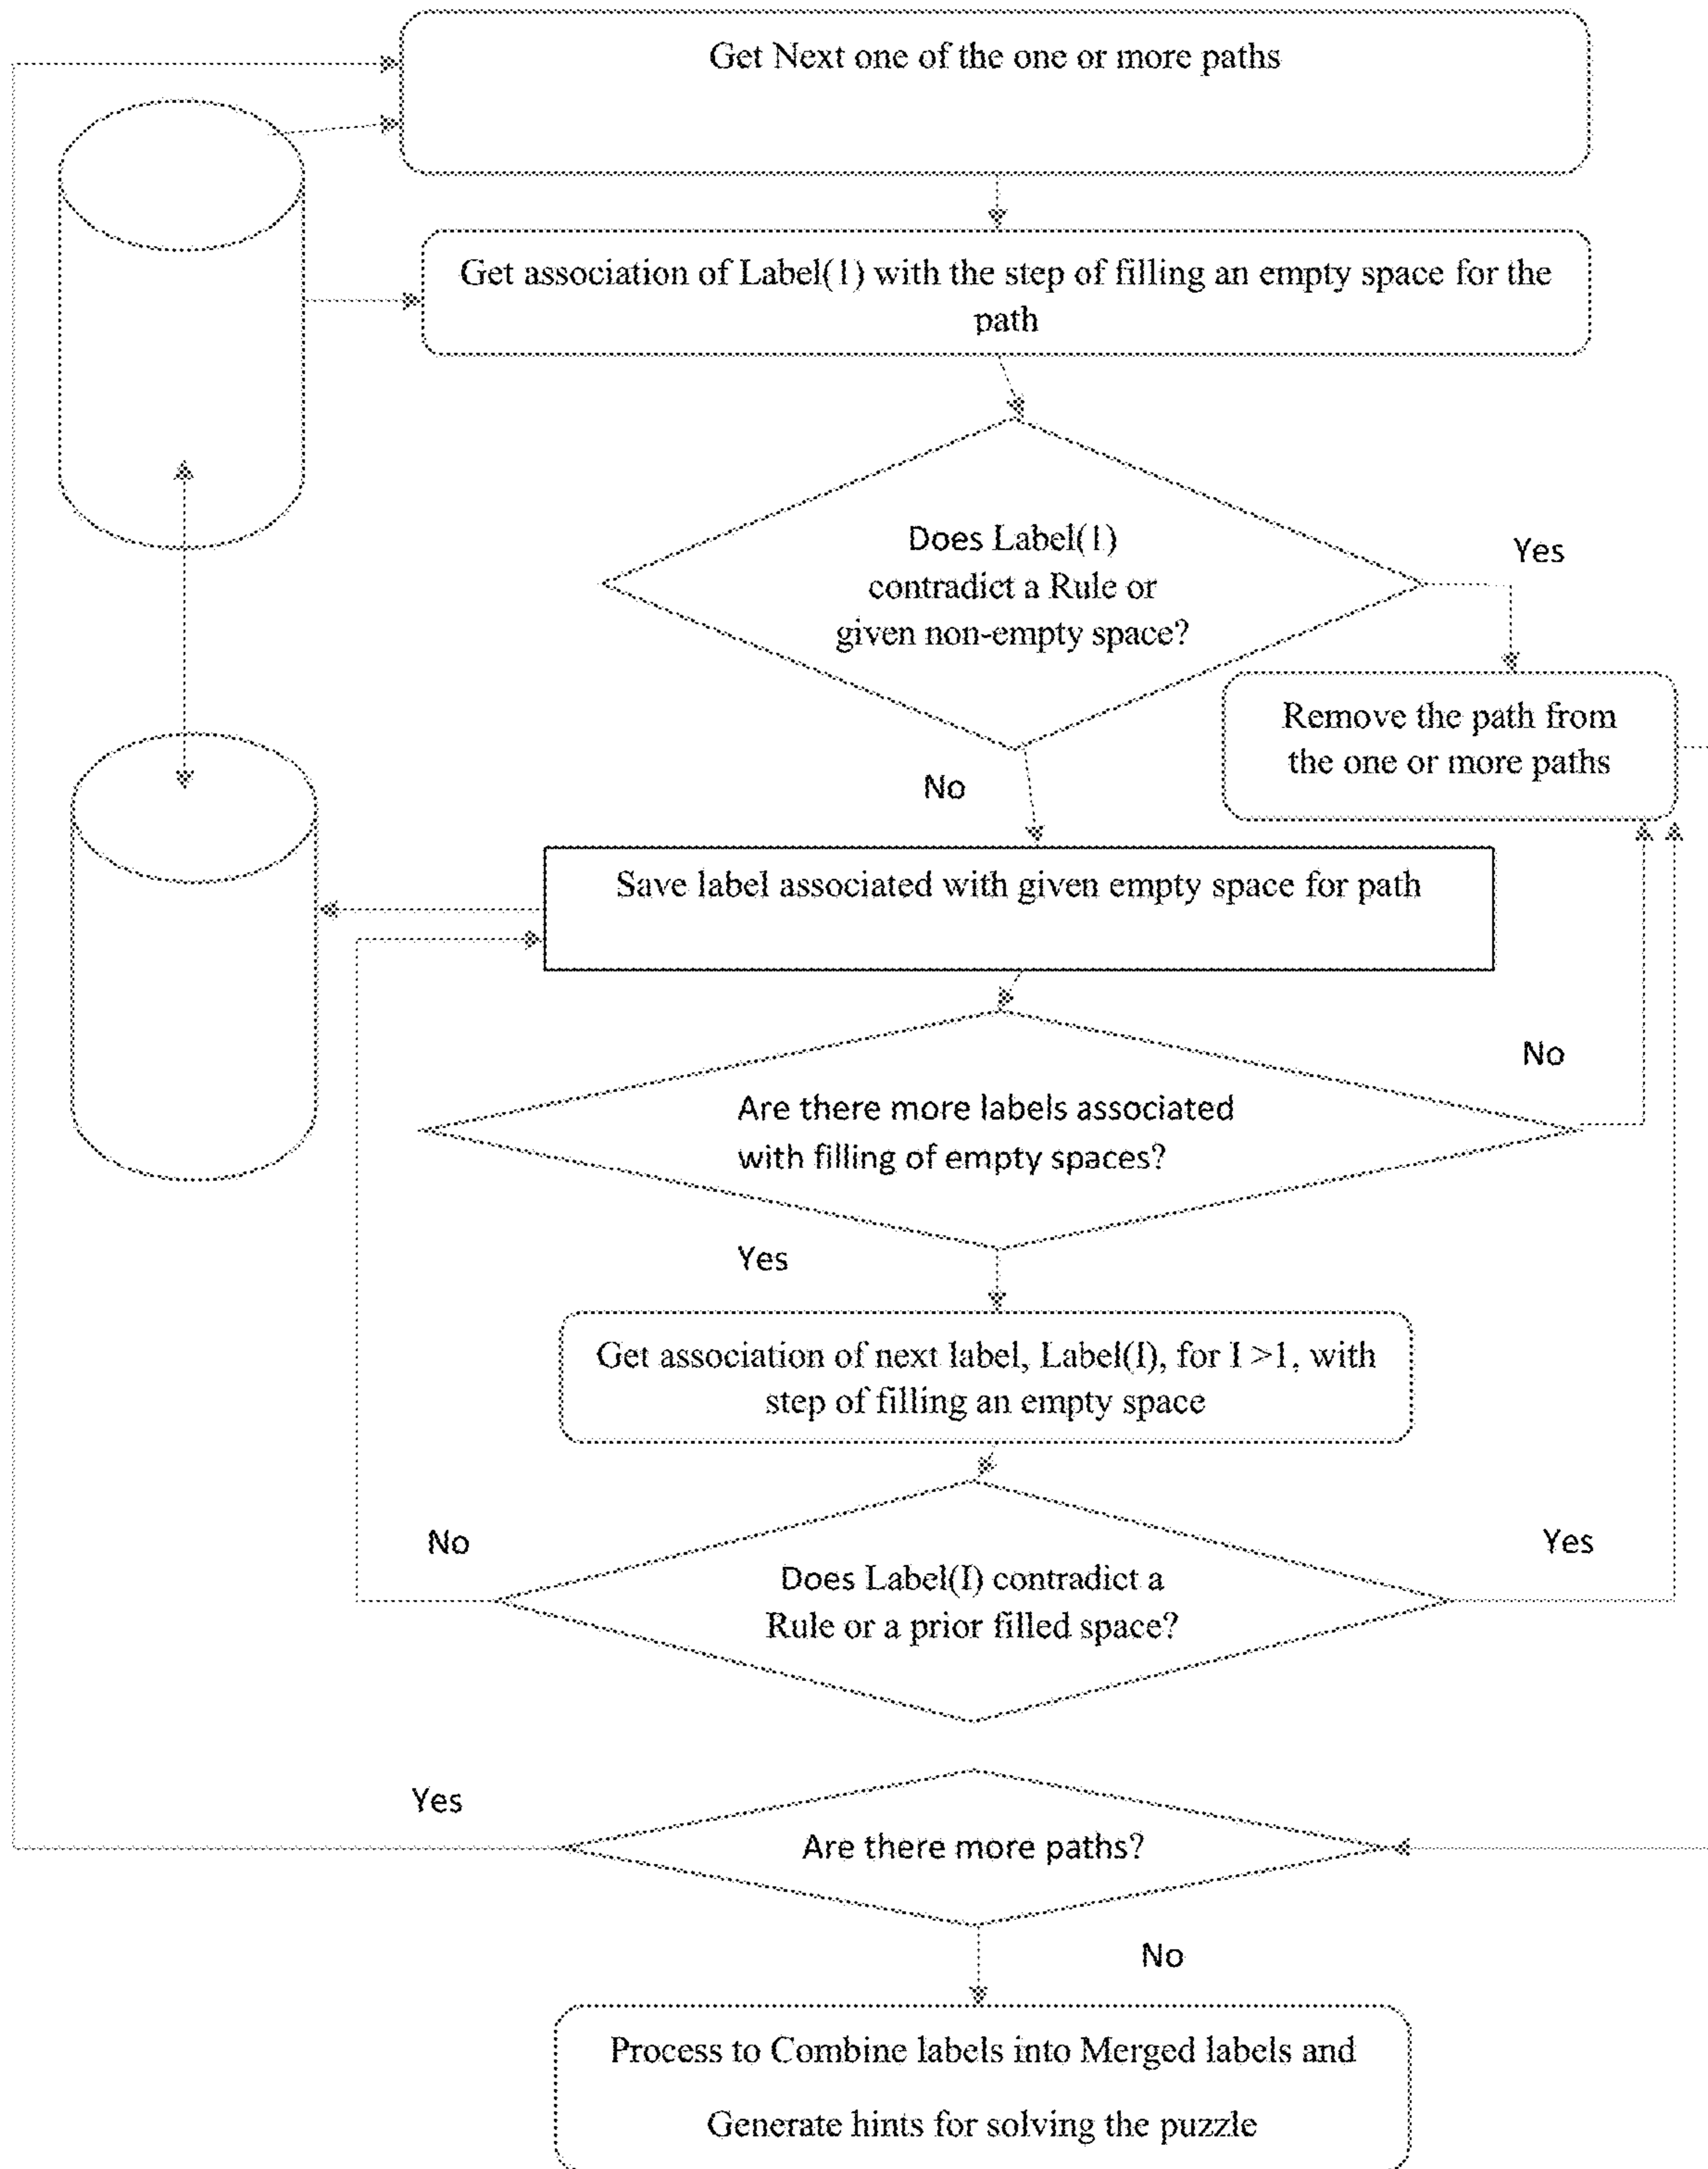 Get Next one of the one or more paths
Get association of Label(1) with the step of filling an empty space for the
path
Does Label(1)
contradict a Rule or
given non-empty space?
Yes
Remove the path from
the one or more paths
No
Save label associated with given empty space for path
No
Are there more labels associated
with filling of empty spaces?
Yes
Get association of next label, Label(I), for I >1, with
step of filling an empty space
No
Yes
Does Label(I) contradict a
Rule or a prior filled space?
Yes
Are there more paths?
No
Process to Combine labels into Merged labels and
Generate hints for solving the puzzle